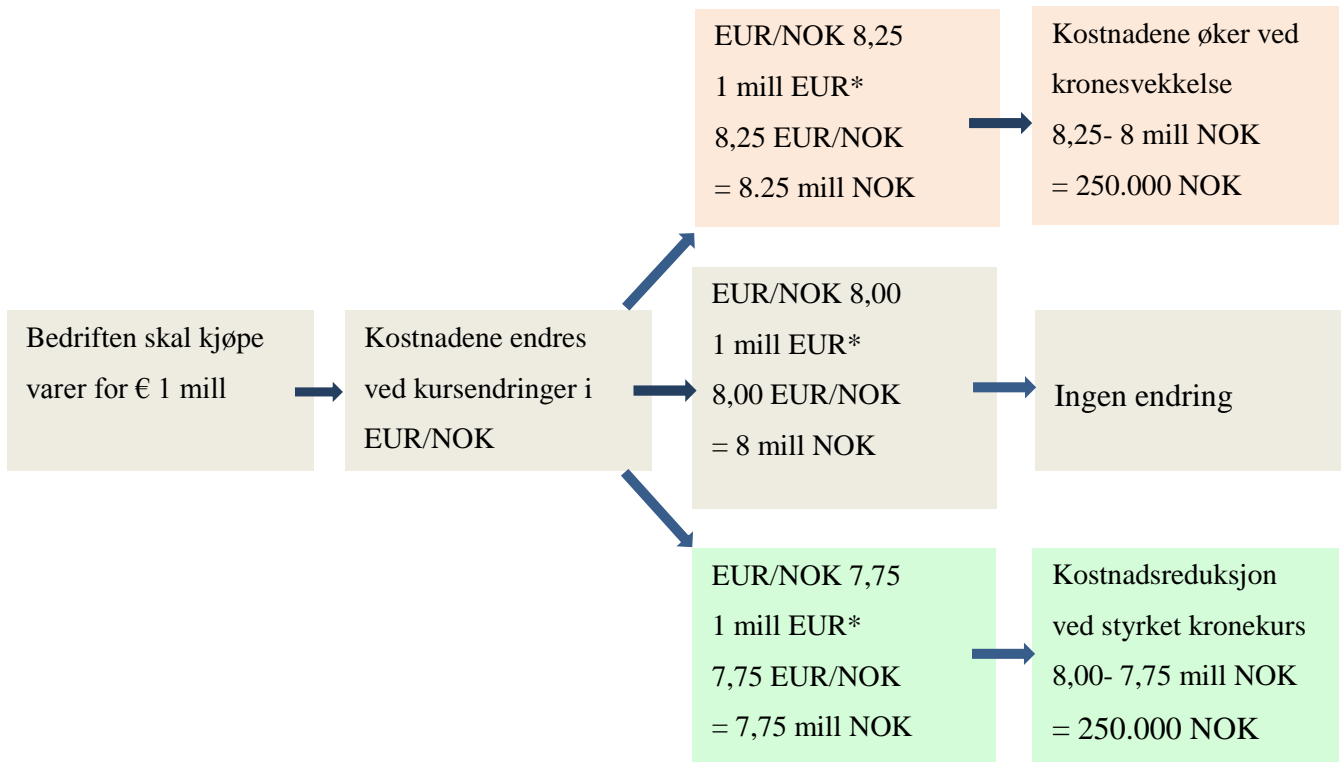 Bedriften skal kjøpe
varer for € 1 mill
Kostnadene endres
ved kursendringer i
EUR/NOK
EUR/NOK 8,25
1 mill EUR*
8,25 EUR/NOK
= 8.25 mill NOK
Kostnadene øker ved
kronesvekkelse
8,25- 8 mill NOK
= 250.000 NOK
EUR/NOK 8,00
1 mill EUR*
8,00 EUR/NOK
= 8 mill NOK
Ingen endring
EUR/NOK 7,75
1 mill EUR*
7,75 EUR/NOK
= 7,75 mill NOK
Kostnadsreduksjon
ved styrket kronekurs
8,00- 7,75 mill NOK
= 250.000 NOK